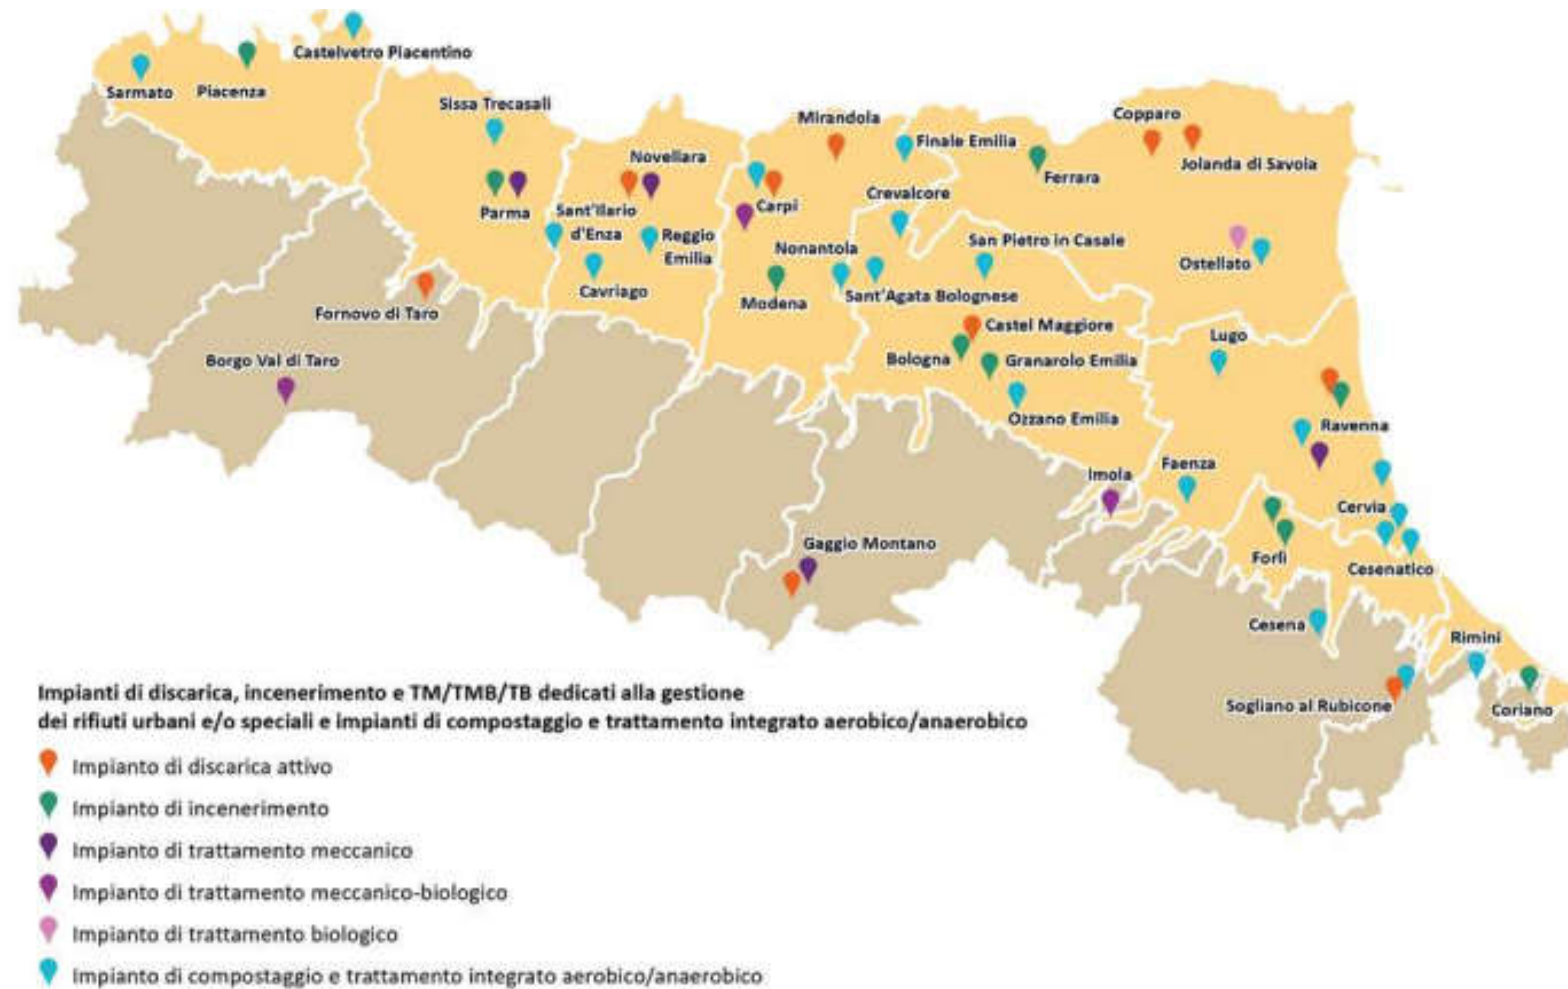 Castelvetro Piacentino
Sarmato
Piacenza
Sissa Trecasali
Mirandola
Copparo
Finale Emilia
Novellara
Jolanda di Savoia
Ferrara
Crevalcore
Carpi
Parma
Sant'Ilario
d'Enza
Reggio
Emilia
San Pietro in Casale
Nonantola
Ostellato
Cavriago
Sant'Agata Bolognese
Modena
Fornovo di Taro
Castel Maggiore
Lugo
Borgo Val di Taro
Bologna
Granarolo Emilia
Ozzano Emilia
Ravenna
Faenza
Imola
Cervia
Gaggio Montano
Forlì
Cesenatico
Cesena
Rimini
Sogliano al Rubicone
Coriano
Impianti di discarica, incenerimento e TM/TMB/TB dedicati alla gestione
dei rifiuti urbani e/o speciali e impianti di compostaggio e trattamento integrato aerobico/anaerobico
Impianto di discarica attivo
Impianto di incenerimento
Impianto di trattamento meccanico
Impianto di trattamento meccanico-biologico
Impianto di trattamento biologico
Impianto di compostaggio e trattamento integrato aerobico/anaerobico